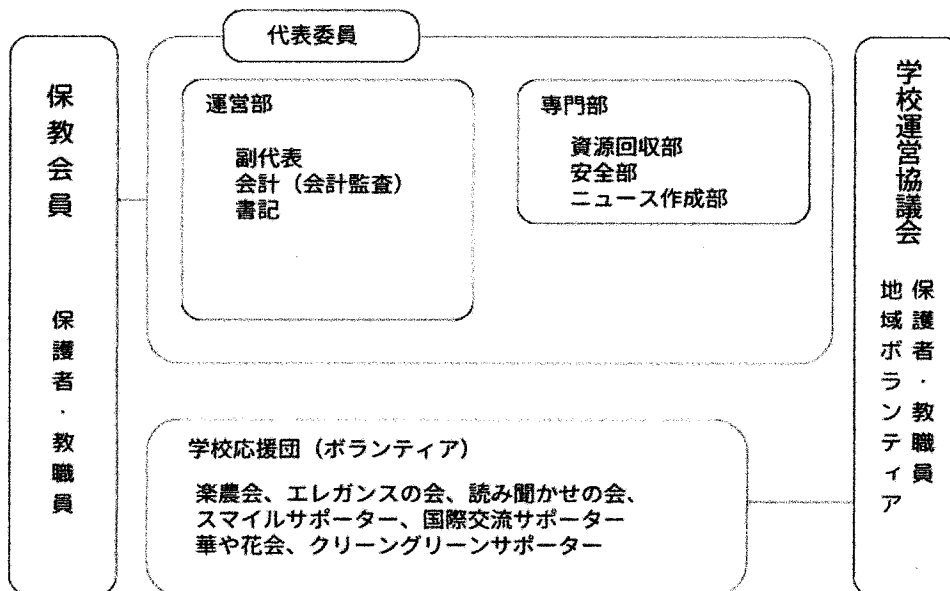 代表委員
保教会員
保護者・教職員
運営部
副代表
会計（会計監査）
書記
専門部
資源回収部
安全部
ニュース作成部
学校運営協議会
保護者・教職員
地域ボランティア
学校応援団（ボランティア）
楽農会、エレガンスの会、読み聞かせの会、
スマイルサポーター、国際交流サポーター
華や花会、クリーングリーンサポーター